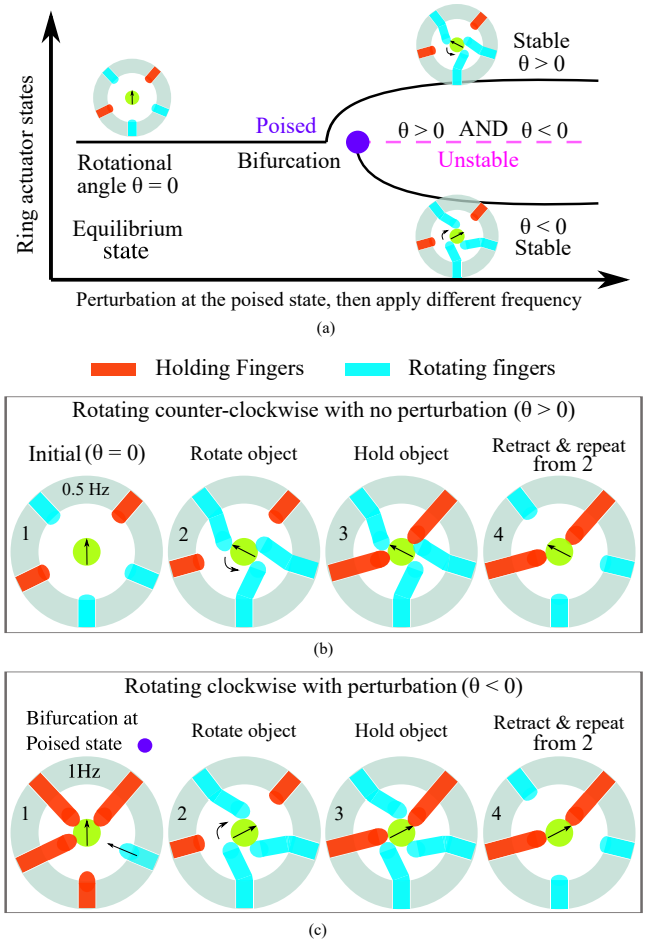 Ring actuator states
Stable
θ > 0
Poised
Bifurcation
θ > 0 AND θ < 0
Unstable
Rotational
angle θ = 0
Equilibrium
state
θ < 0
Stable
Perturbation at the poised state, then apply different frequency
(a)
Holding Fingers
Rotating fingers
Rotating counter-clockwise with no perturbation (θ > 0)
Initial (θ = 0)
Rotate object
Hold object
Retract & repeat
from 2
0.5 Hz
1
2
3
4
(b)
Rotating clockwise with perturbation (θ < 0)
Bifurcation at
Poised state
Rotate object
Hold object
Retract & repeat
from 2
1Hz
1
2
3
4
(c)